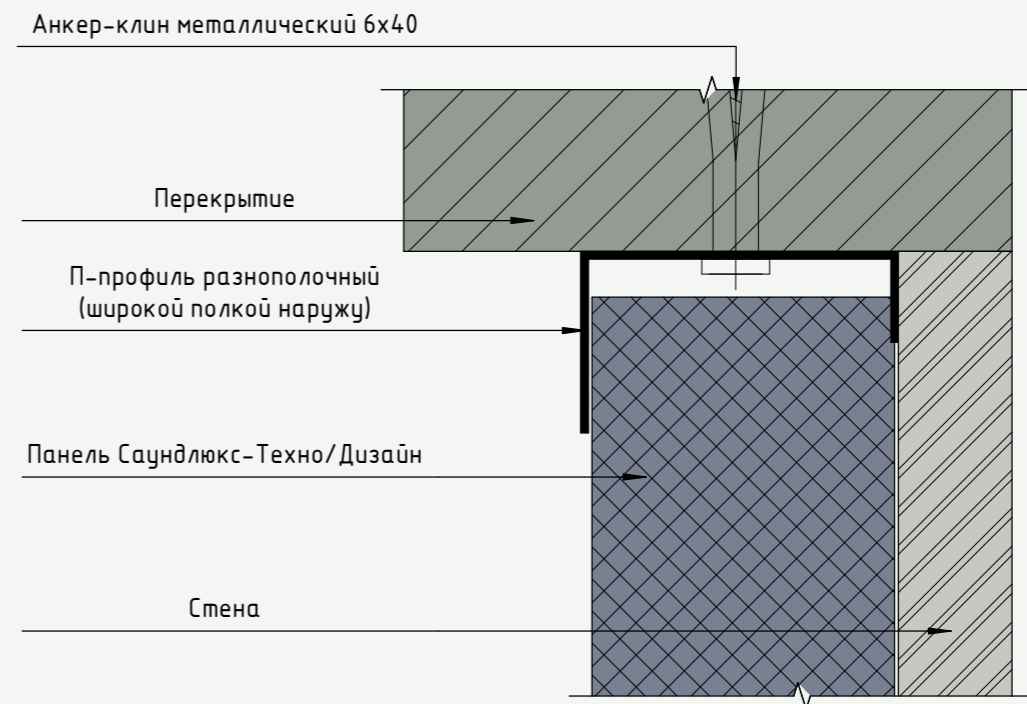 Анкер-клин металлический 6х40
Перекрытие
П-профиль разнополочный
(широкой полкой наружу)
Панель Саундлюкс-Техно/Дизайн
Стена